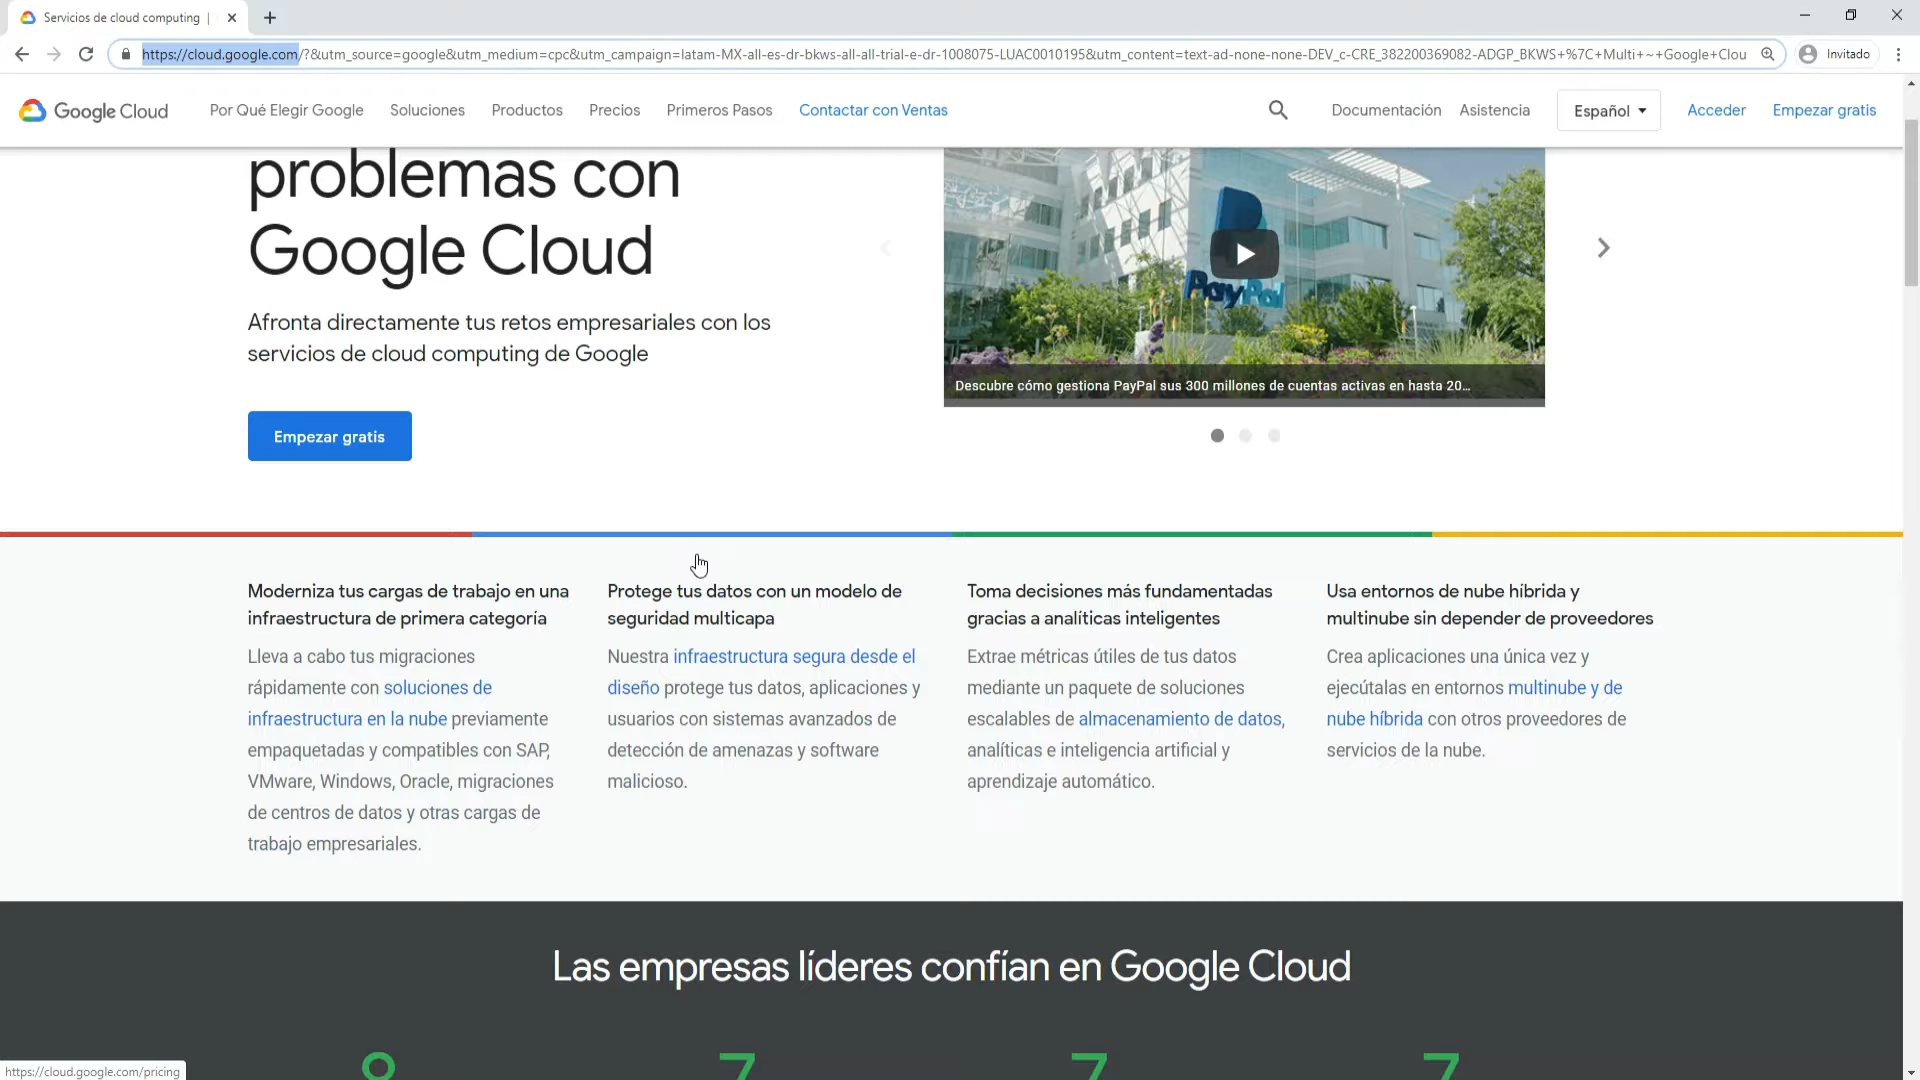 Servicios de cloud computing |
https://cloud.google.com/?&utm_source=google&utm_medium=cpc&utm_campaign=latam-MX-all-es-dr-bkws-all-all-trial-e-dr-1008075-LUAC0010195&utm_content=text-ad-none-none-DEV_c-CRE_382200369082-ADGP_BKWS+%7C+Multi+~+Google+Clou
Invitado
Google Cloud
Por Qué Elegir Google
Soluciones
Productos
Precios
Primeros Pasos
Contactar con Ventas
Documentación
Asistencia
Español
Acceder
Empezar gratis
problemas con
Google Cloud
Afronta directamente tus retos empresariales con los
servicios de cloud computing de Google
Empezar gratis
PayPal
Descubre cómo gestiona PayPal sus 300 millones de cuentas activas en hasta 20...
Moderniza tus cargas de trabajo en una
infraestructura de primera categoría
Lleva a cabo tus migraciones
rápidamente con soluciones de
infraestructura en la nube previamente
empaquetadas y compatibles con SAP,
VMware, Windows, Oracle, migraciones
de centros de datos y otras cargas de
trabajo empresariales.
Protege tus datos con un modelo de
seguridad multicapa
Nuestra infraestructura segura desde el
diseño protege tus datos, aplicaciones y
usuarios con sistemas avanzados de
detección de amenazas y software
malicioso.
Toma decisiones más fundamentadas
gracias a analíticas inteligentes
Extrae métricas útiles de tus datos
mediante un paquete de soluciones
escalables de almacenamiento de datos,
analíticas e inteligencia artificial y
aprendizaje automático.
Usa entornos de nube híbrida y
multinube sin depender de proveedores
Crea aplicaciones una única vez y
ejecútalas en entornos multinube y de
nube híbrida con otros proveedores de
servicios de la nube.
Las empresas líderes confían en Google Cloud
https://cloud.google.com/pricing